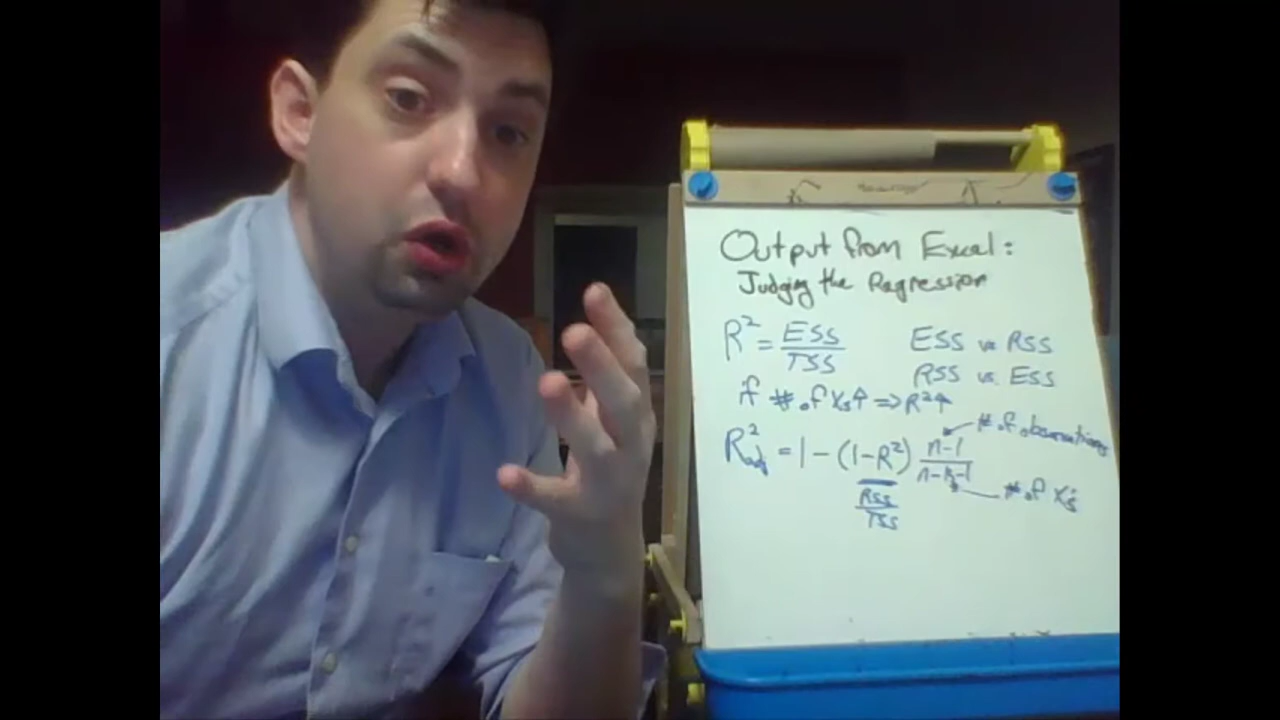 Output from Excel:
Judging the Regression
R² = ESS/TSS
ESS vs RSS
RSS vs. ESS
if # of Xs↑ => R²↑
R²adj = 1 - (1-R²) n-1/n-k-1
# of observations
# of X's
RSS/TSS